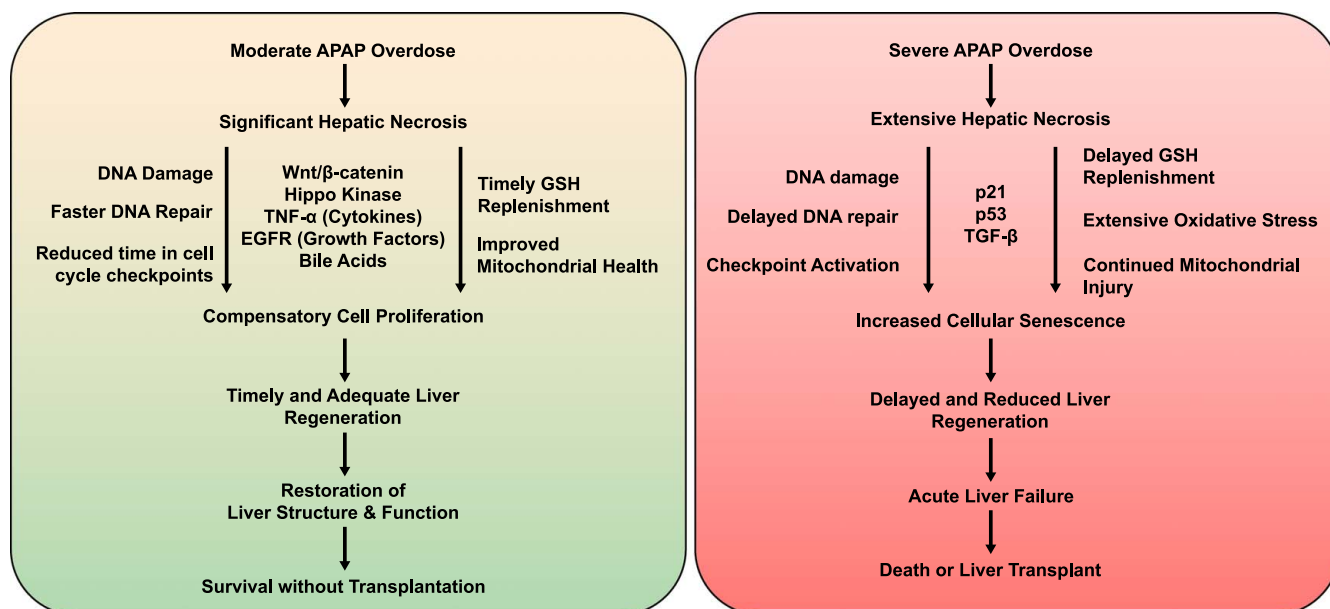 Moderate APAP Overdose
Significant Hepatic Necrosis
DNA Damage
Faster DNA Repair
Reduced time in cell
cycle checkpoints
Wnt/β-catenin
Hippo Kinase
TNF-α (Cytokines)
EGFR (Growth Factors)
Bile Acids
Timely GSH
Replenishment
Improved
Mitochondrial Health
Compensatory Cell Proliferation
Timely and Adequate Liver
Regeneration
Restoration of
Liver Structure & Function
Survival without Transplantation
Severe APAP Overdose
Extensive Hepatic Necrosis
DNA damage
Delayed DNA repair
Checkpoint Activation
p21
p53
TGF-β
Delayed GSH
Replenishment
Extensive Oxidative Stress
Continued Mitochondrial
Injury
Increased Cellular Senescence
Delayed and Reduced Liver
Regeneration
Acute Liver Failure
Death or Liver Transplant